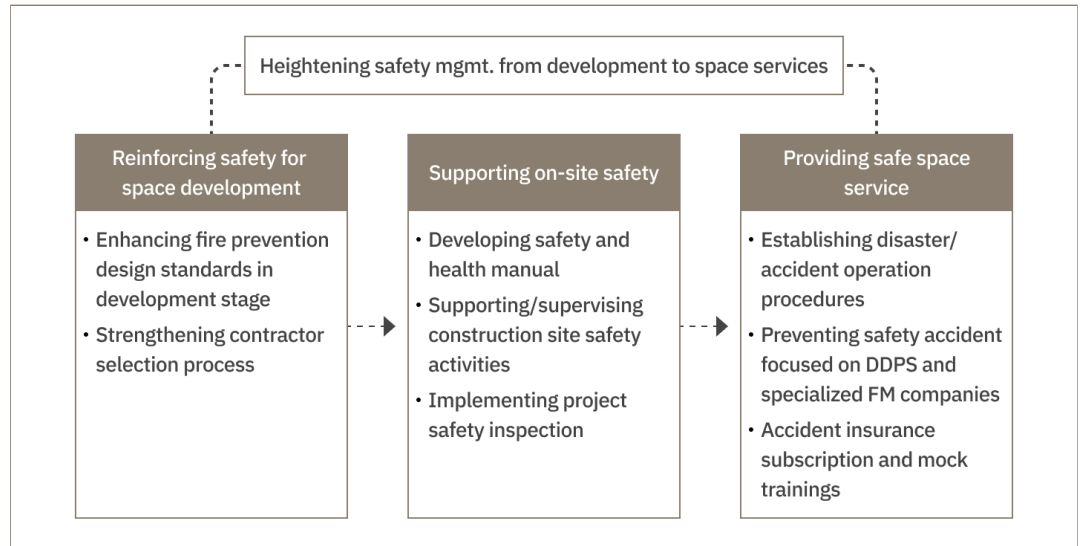 Heightening safety mgmt. from development to space services
Reinforcing safety for
space development
• Enhancing fire prevention
design standards in
development stage
• Strengthening contractor
selection process
Supporting on-site safety
• Developing safety and
health manual
• Supporting/supervising
construction site safety
activities
• Implementing project
safety inspection
Providing safe space
service
• Establishing disaster/
accident operation
procedures
• Preventing safety accident
focused on DDPS and
specialized FM companies
• Accident insurance
subscription and mock
trainings